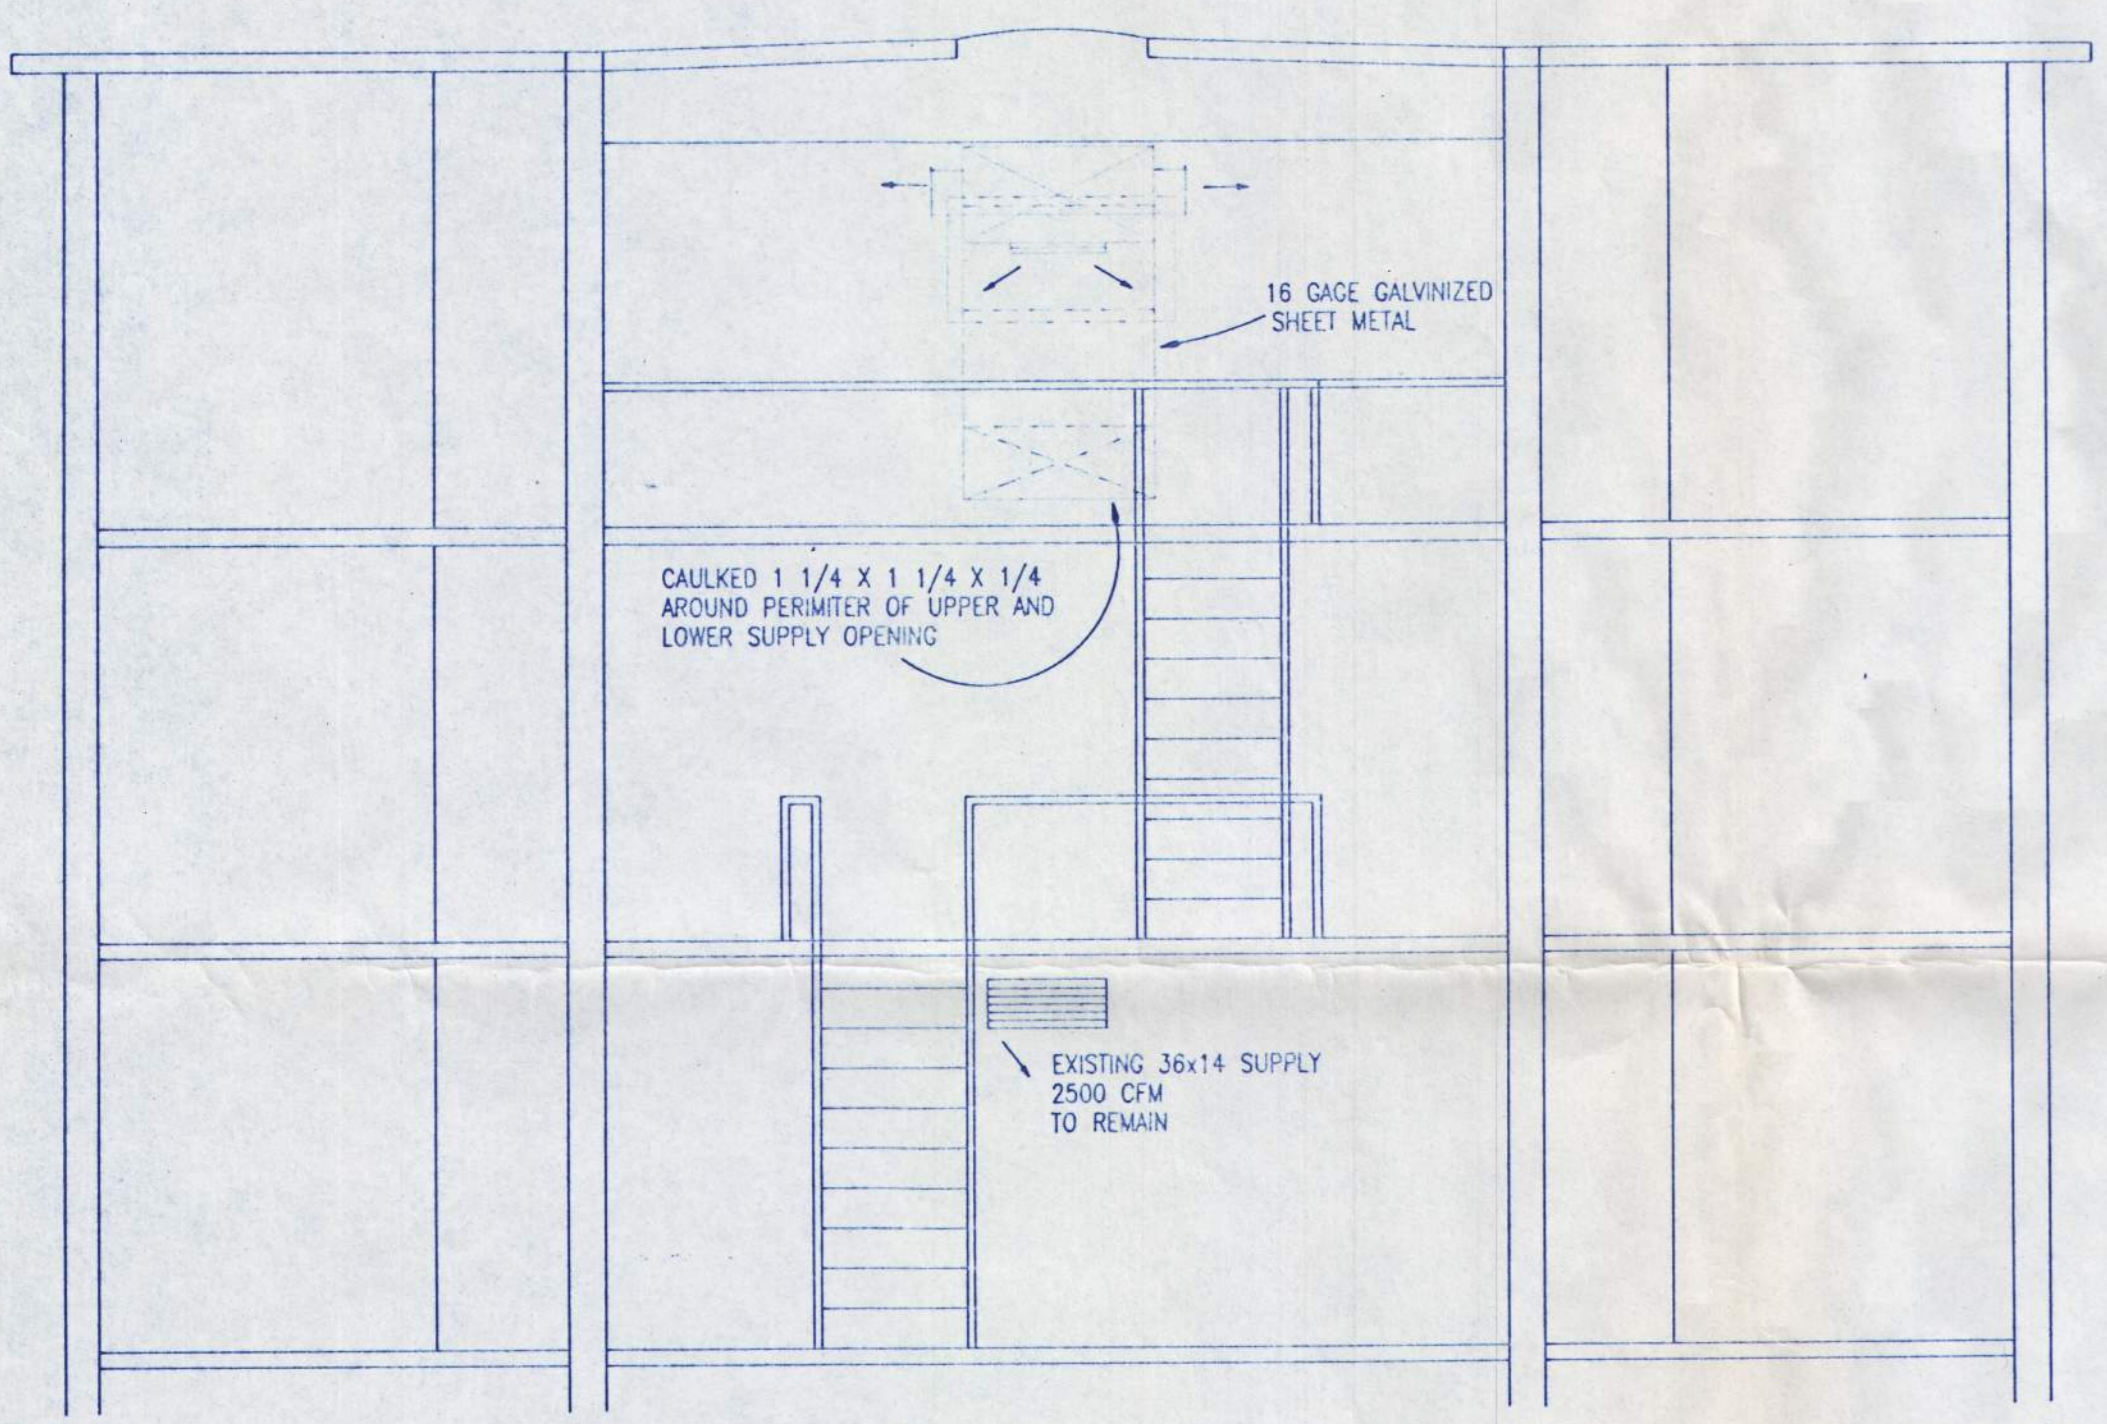 16 GAGE GALVINIZED
SHEET METAL
CAULKED 1 1/4 X 1 1/4 X 1/4
AROUND PERIMITER OF UPPER AND
LOWER SUPPLY OPENING
EXISTING 36x14 SUPPLY
2500 CFM
TO REMAIN